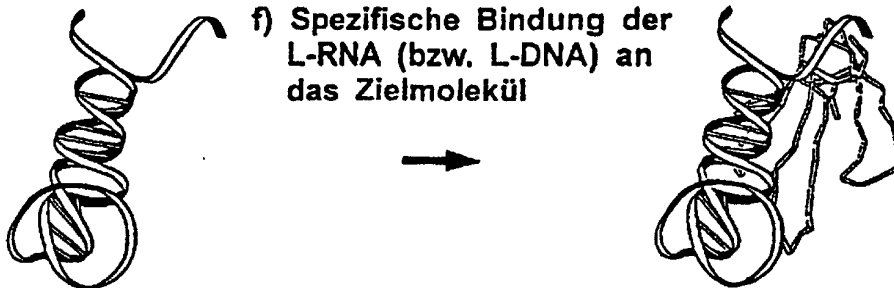 f) Spezifische Bindung der
L-RNA (bzw. L-DNA) an
das Zielmolekül